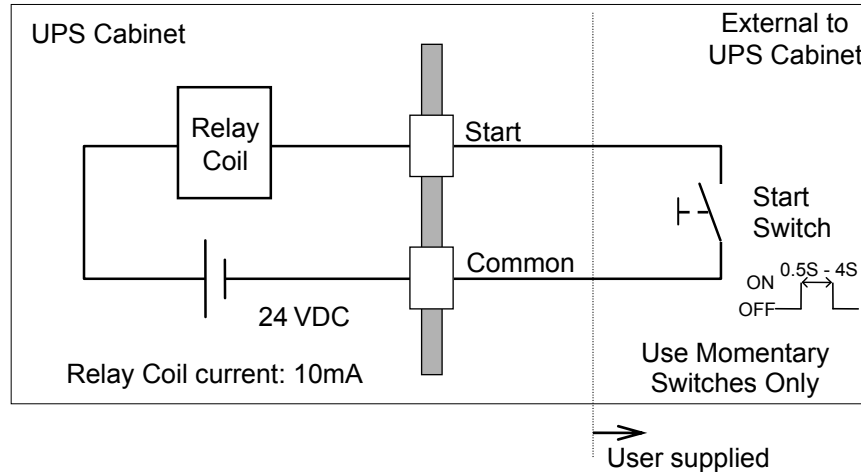 UPS Cabinet
External to
UPS Cabinet
Relay
Coil
Start
Start
Switch
Common
ON
0.5S - 4S
OFF
24 VDC
Relay Coil current: 10mA
Use Momentary
Switches Only
User supplied